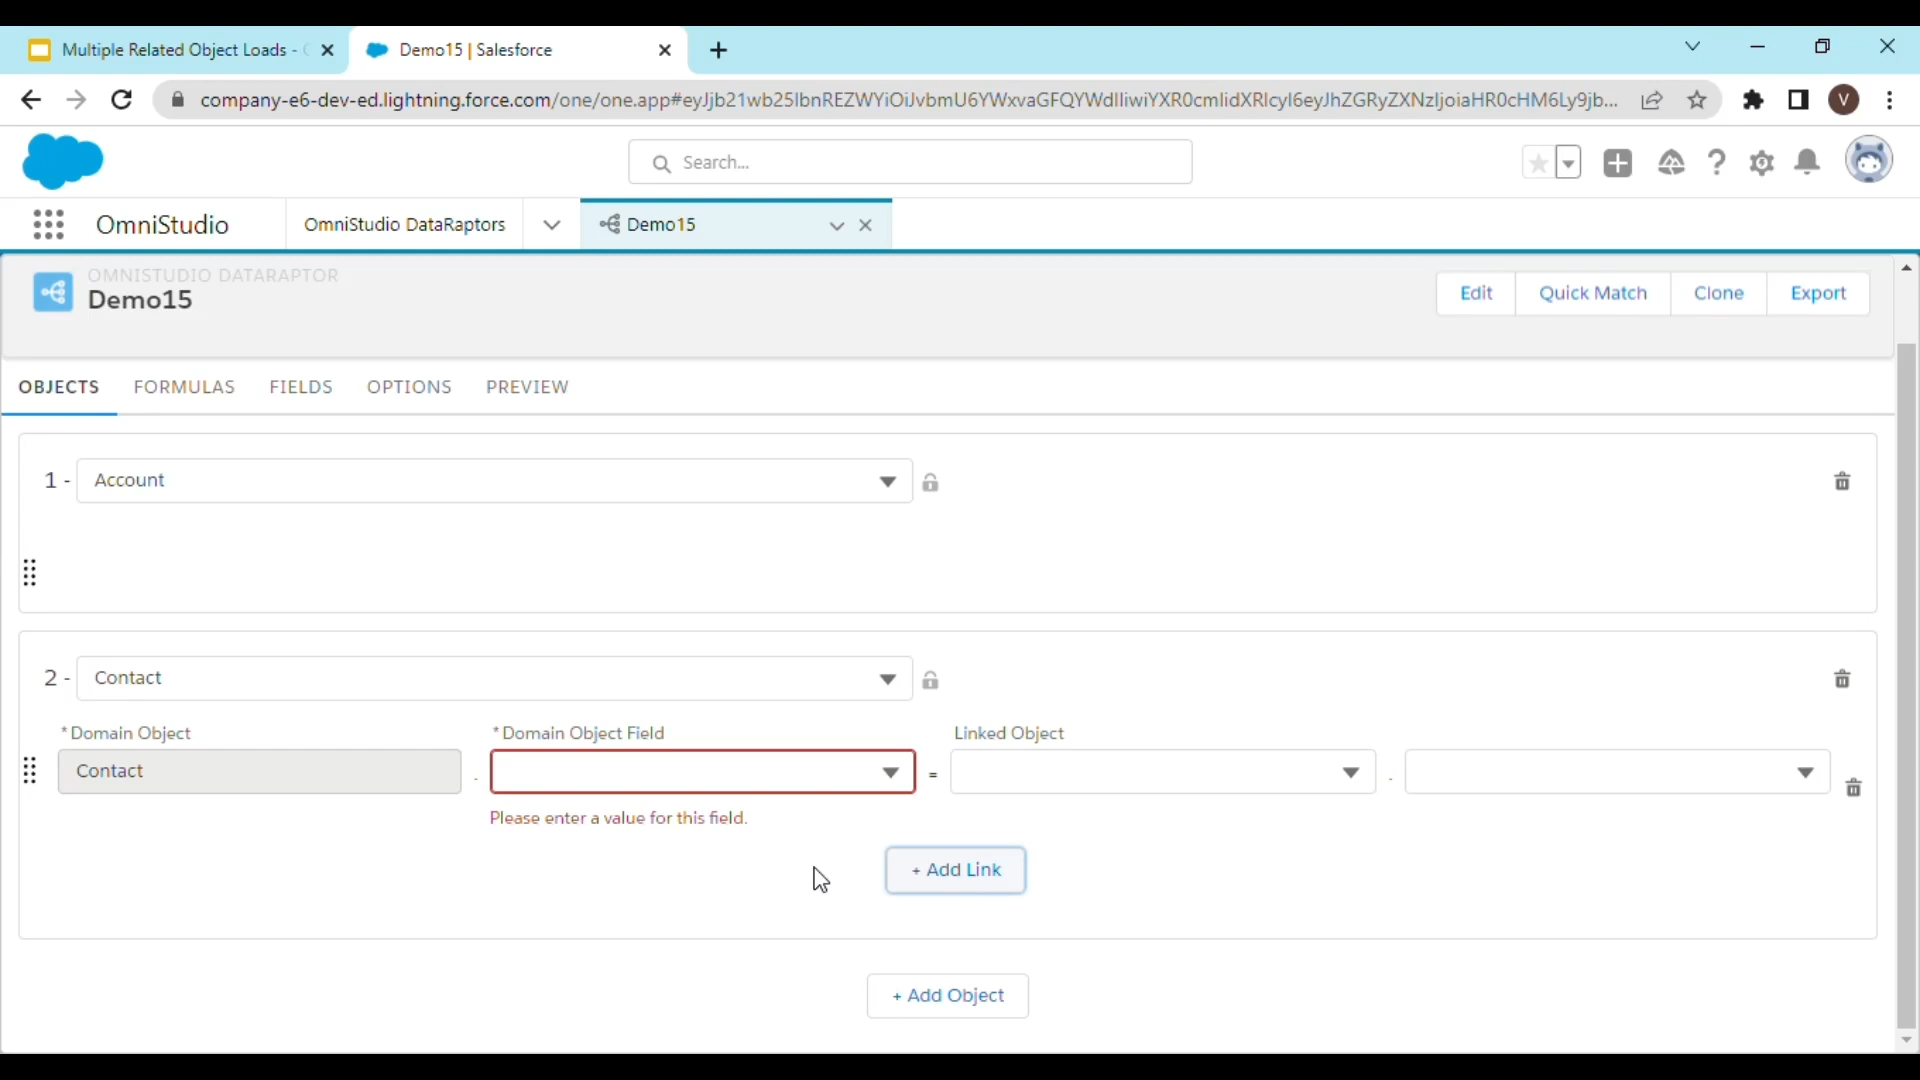 Multiple Related Object Loads -
Demo15 | Salesforce
company-e6-dev-ed.lightning.force.com/one/one.app#eyJjb21wb25lbnREZWYiOiJvbmU6YWxvaGFQYWdlIiwiYXR0cmlidXRlcyI6eyJhZGRyZXNzIjoiaHR0cHM6Ly9jb...
V
Search...
OmniStudio
OmniStudio DataRaptors
Demo15
OMNISTUDIO DATARAPTOR
Demo15
Edit
Quick Match
Clone
Export
OBJECTS
FORMULAS
FIELDS
OPTIONS
PREVIEW
1 - Account
2 - Contact
* Domain Object
* Domain Object Field
Linked Object
Contact
. = .
Please enter a value for this field.
+ Add Link
+ Add Object